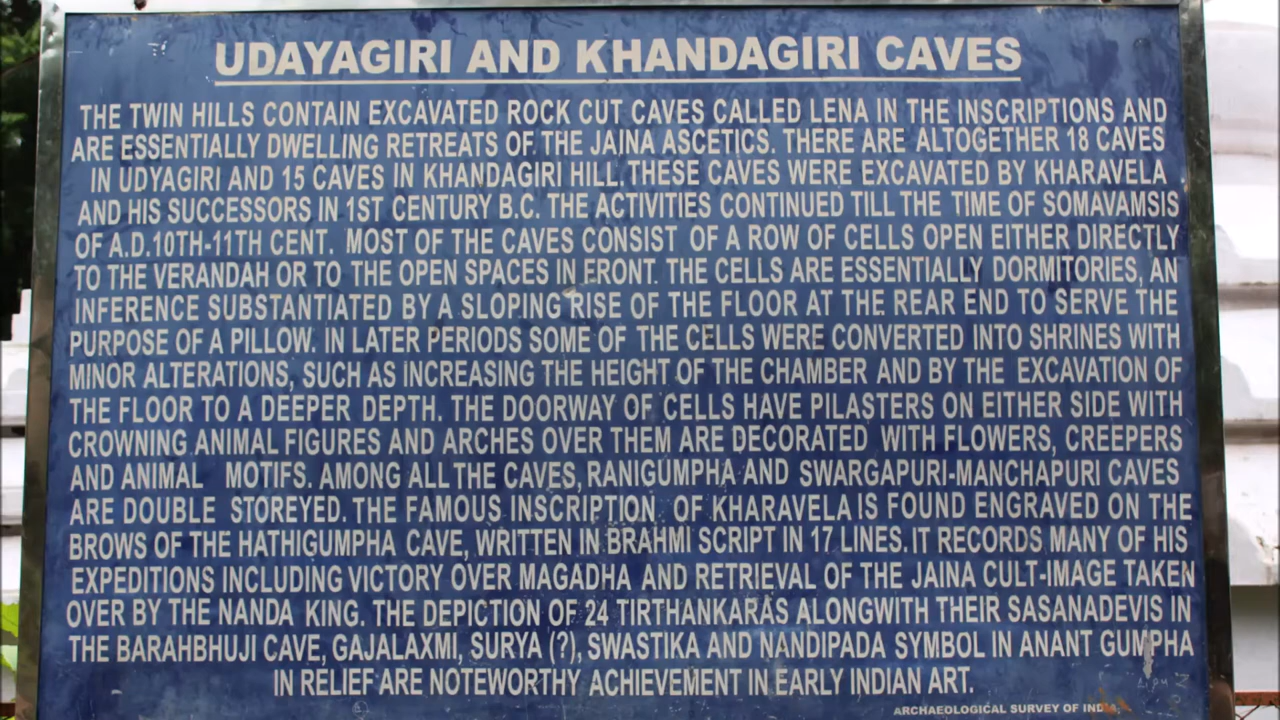 UDAYAGIRI AND KHANDAGIRI CAVES
THE TWIN HILLS CONTAIN EXCAVATED ROCK CUT CAVES CALLED LENA IN THE INSCRIPTIONS AND
ARE ESSENTIALLY DWELLING RETREATS OF THE JAINA ASCETICS. THERE ARE ALTOGETHER 18 CAVES
IN UDYAGIRI AND 15 CAVES IN KHANDAGIRI HILL. THESE CAVES WERE EXCAVATED BY KHARAVELA
AND HIS SUCCESSORS IN 1ST CENTURY B.C. THE ACTIVITIES CONTINUED TILL THE TIME OF SOMAVAMSIS
OF A.D.10TH-11TH CENT. MOST OF THE CAVES CONSIST OF A ROW OF CELLS OPEN EITHER DIRECTLY
TO THE VERANDAH OR TO THE OPEN SPACES IN FRONT. THE CELLS ARE ESSENTIALLY DORMITORIES, AN
INFERENCE SUBSTANTIATED BY A SLOPING RISE OF THE FLOOR AT THE REAR END TO SERVE THE
PURPOSE OF A PILLOW. IN LATER PERIODS SOME OF THE CELLS WERE CONVERTED INTO SHRINES WITH
MINOR ALTERATIONS, SUCH AS INCREASING THE HEIGHT OF THE CHAMBER AND BY THE EXCAVATION OF
THE FLOOR TO A DEEPER DEPTH. THE DOORWAY OF CELLS HAVE PILASTERS ON EITHER SIDE WITH
CROWNING ANIMAL FIGURES AND ARCHES OVER THEM ARE DECORATED WITH FLOWERS, CREEPERS
AND ANIMAL MOTIFS. AMONG ALL THE CAVES, RANIGUMPHA AND SWARGAPURI-MANCHAPURI CAVES
ARE DOUBLE STOREYED. THE FAMOUS INSCRIPTION OF KHARAVELA IS FOUND ENGRAVED ON THE
BROWS OF THE HATHIGUMPHA CAVE, WRITTEN IN BRAHMI SCRIPT IN 17 LINES. IT RECORDS MANY OF HIS
EXPEDITIONS INCLUDING VICTORY OVER MAGADHA AND RETRIEVAL OF THE JAINA CULT-IMAGE TAKEN
OVER BY THE NANDA KING. THE DEPICTION OF 24 TIRTHANKARAS ALONGWITH THEIR SASANADEVIS IN
THE BARAHBHUJI CAVE, GAJALAXMI, SURYA (?), SWASTIKA AND NANDIPADA SYMBOL IN ANANT GUMPHA
IN RELIEF ARE NOTEWORTHY ACHIEVEMENT IN EARLY INDIAN ART.
ARCHAEOLOGICAL SURVEY OF INDIA